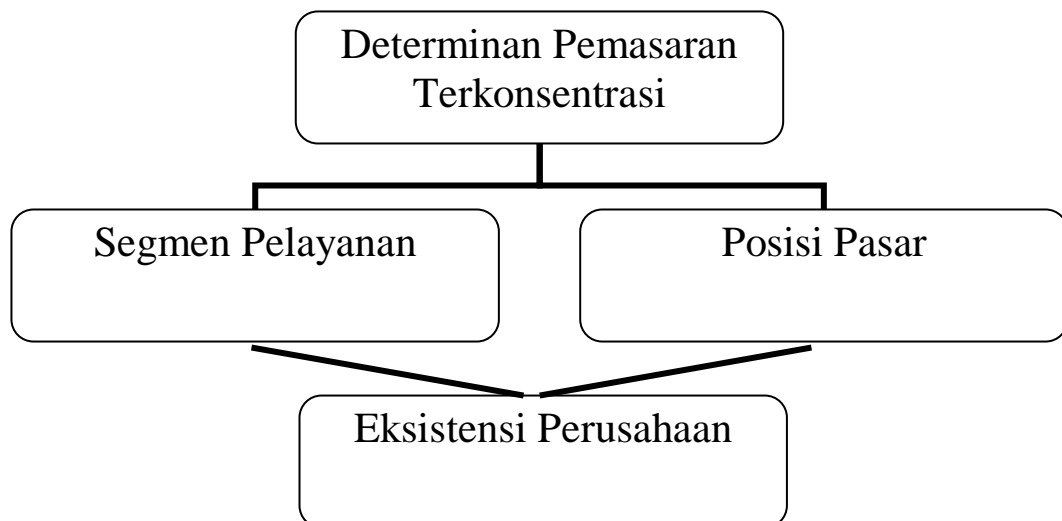 Determinan Pemasaran
Terkonsentrasi
Segmen Pelayanan
Posisi Pasar
Eksistensi Perusahaan